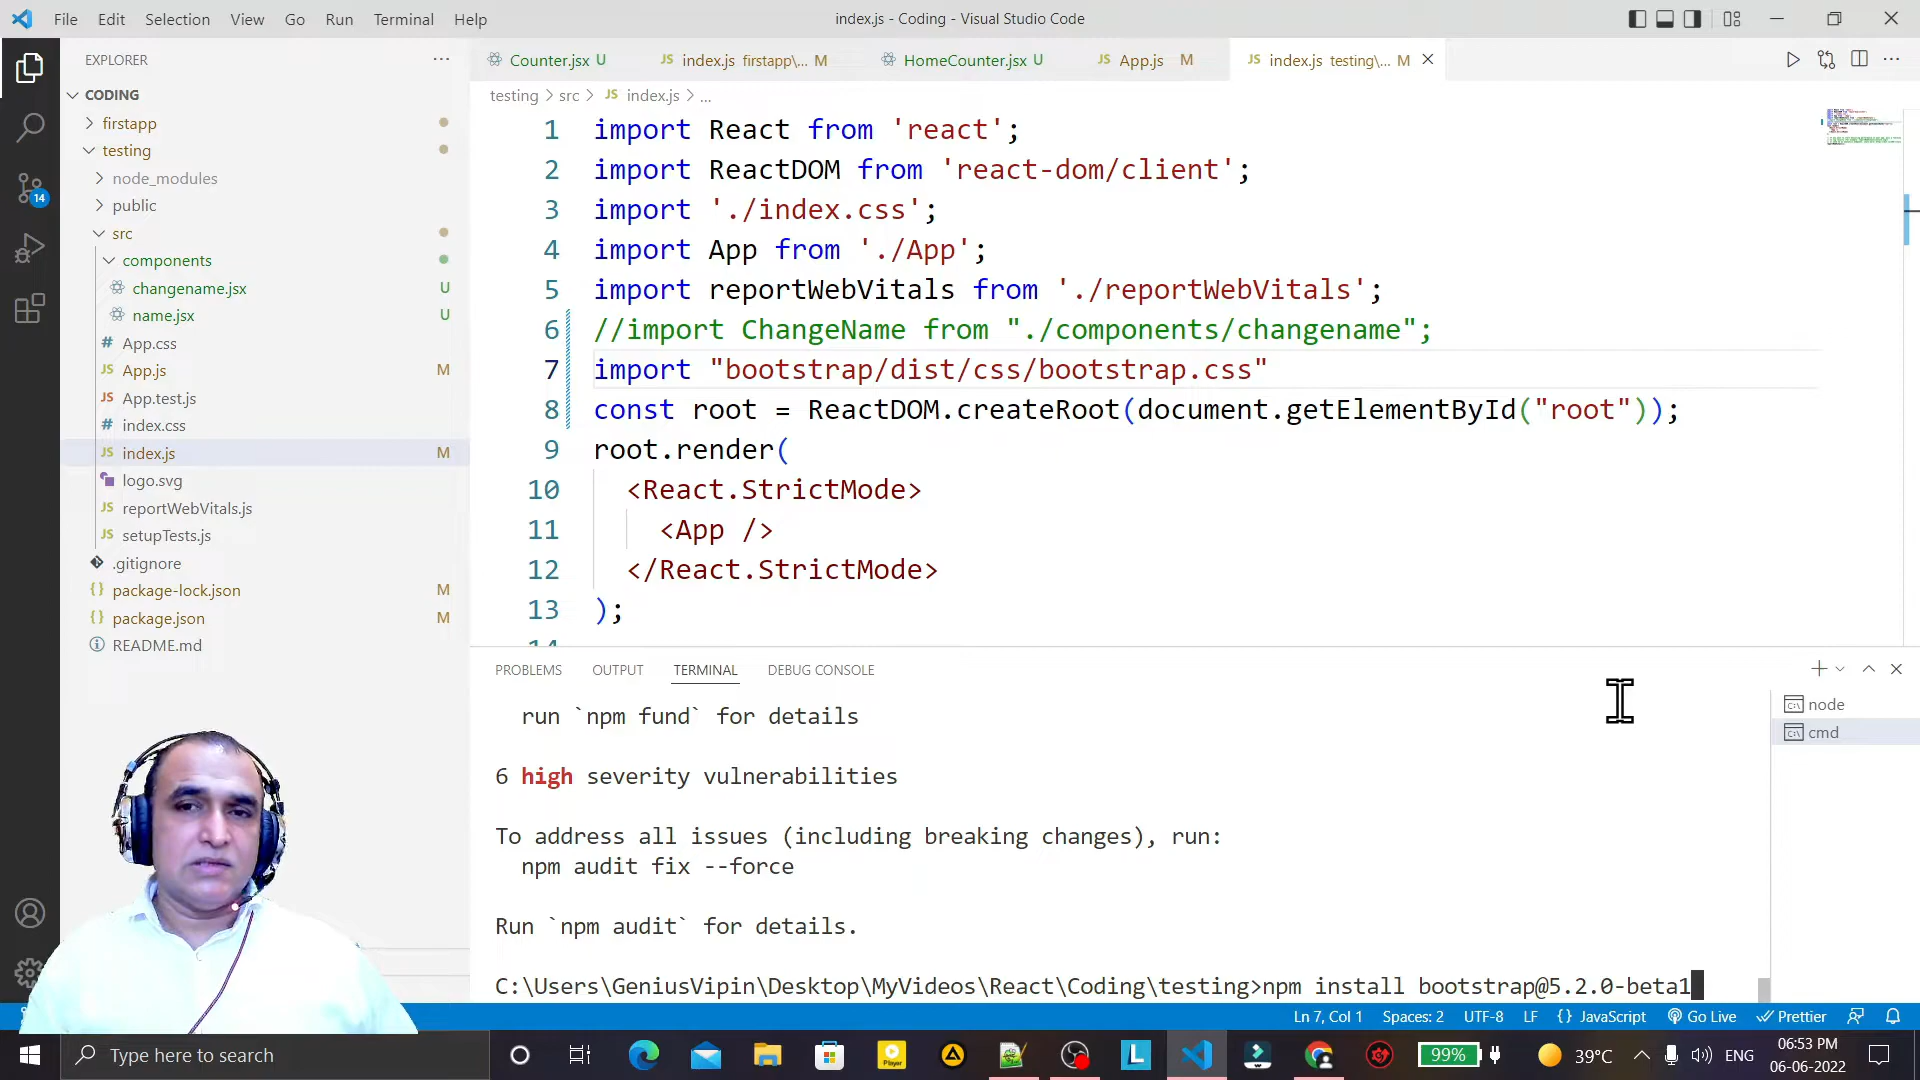 File Edit Selection View Go Run Terminal Help
index.js - Coding - Visual Studio Code
EXPLORER
CODING
firstapp
testing
node_modules
public
src
components
changename.jsx U
name.jsx U
App.css
App.js M
App.test.js
index.css
index.js M
logo.svg
reportWebVitals.js
setupTests.js
.gitignore
package-lock.json M
package.json M
README.md
14
Counter.jsx U
index.js firstapp\... M
HomeCounter.jsx U
App.js M
index.js testing\... M
testing > src > JS index.js > ...
1 import React from 'react';
2 import ReactDOM from 'react-dom/client';
3 import './index.css';
4 import App from './App';
5 import reportWebVitals from './reportWebVitals';
6 //import ChangeName from "./components/changename";
7 import "bootstrap/dist/css/bootstrap.css"
8 const root = ReactDOM.createRoot(document.getElementById("root"));
9 root.render(
10 <React.StrictMode>
11 <App />
12 </React.StrictMode>
13 );
14
PROBLEMS OUTPUT TERMINAL DEBUG CONSOLE
node
cmd
run `npm fund` for details
6 high severity vulnerabilities
To address all issues (including breaking changes), run:
npm audit fix --force
Run `npm audit` for details.
C:\Users\GeniusVipin\Desktop\MyVideos\React\Coding\testing>npm install bootstrap@5.2.0-beta1
Ln 7, Col 1 Spaces: 2 UTF-8 LF {} JavaScript Go Live Prettier
Type here to search
99% 39°C ENG
06:53 PM
06-06-2022